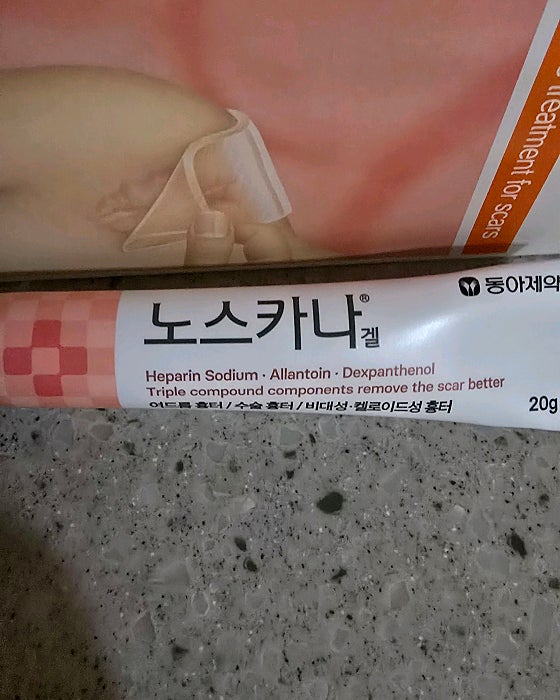 treatment for scars
동아제약
노스카나® 겔
Heparin Sodium · Allantoin · Dexpanthenol
Triple compound components remove the scar better
여드름 흉터 / 수술 흉터 / 비대성·켈로이드성 흉터
20g